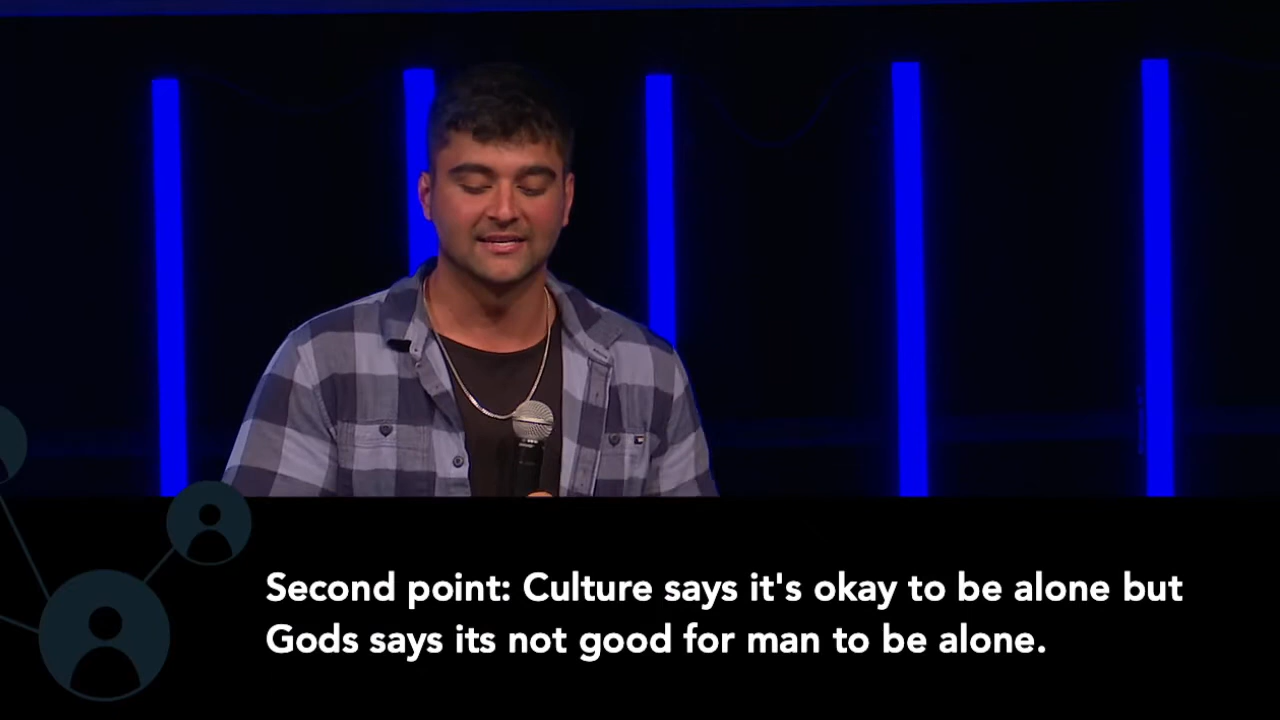 Second point: Culture says it's okay to be alone but
Gods says its not good for man to be alone.